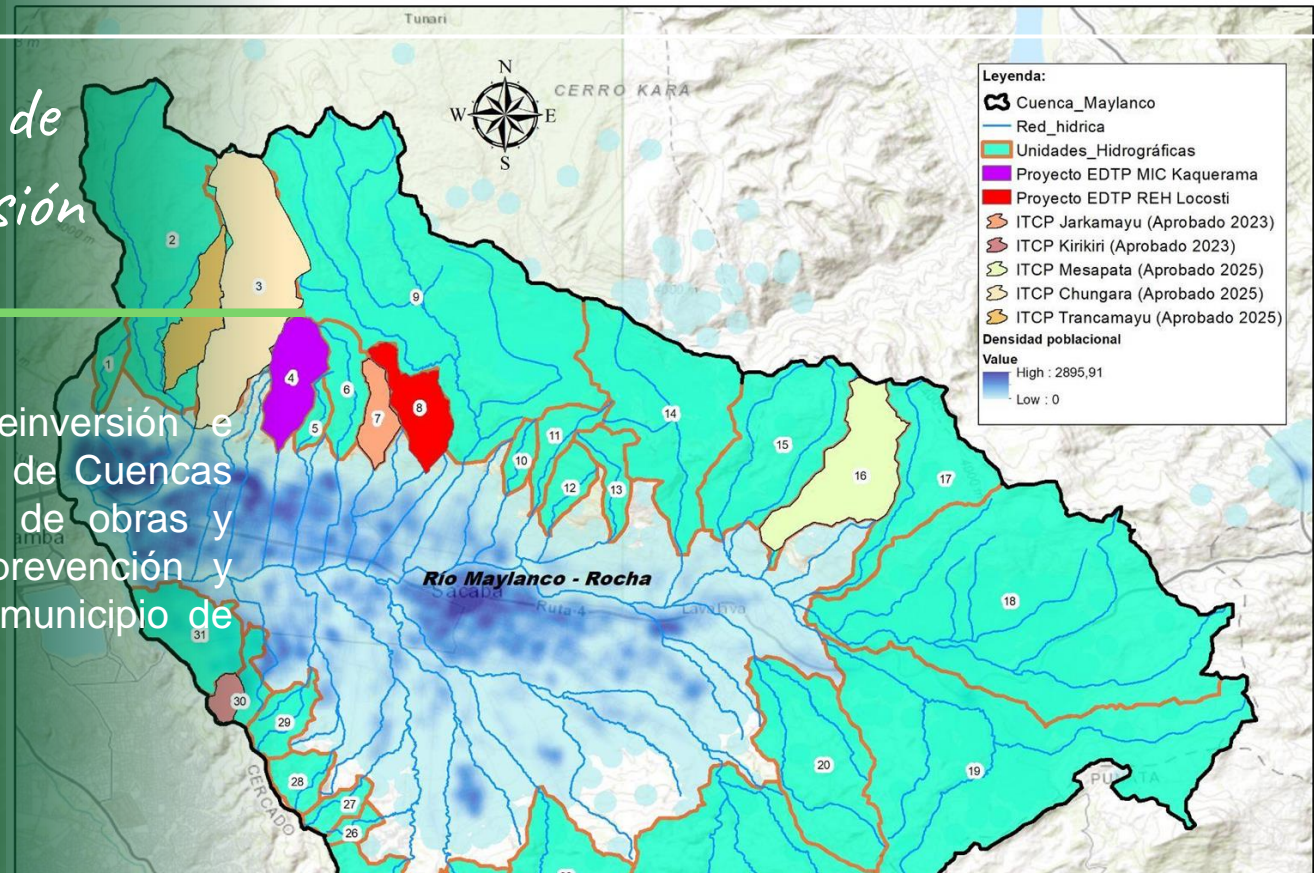 de
sión
einversión e
de Cuencas
de obras y
prevención y
municipio de
Tunari
N
W E
S
CERRO KARA
Leyenda:
Cuenca_Maylanco
Red_hidrica
Unidades_Hidrográficas
Proyecto EDTP MIC Kaquerama
Proyecto EDTP REH Locosti
ITCP Jarkamayu (Aprobado 2023)
ITCP Kirikiri (Aprobado 2023)
ITCP Mesapata (Aprobado 2025)
ITCP Chungara (Aprobado 2025)
ITCP Trancamayu (Aprobado 2025)
Densidad poblacional
Value
High : 2895,91
Low : 0
2
3
9
1
4
6
7
8
5
14
11
10
12
13
15
16
17
amba
Río Maylanco - Rocha
Sacaba
Ruta 4
Lava Lava
18
31
30
29
28
27
26
20
19
CERCADO
PUNATA